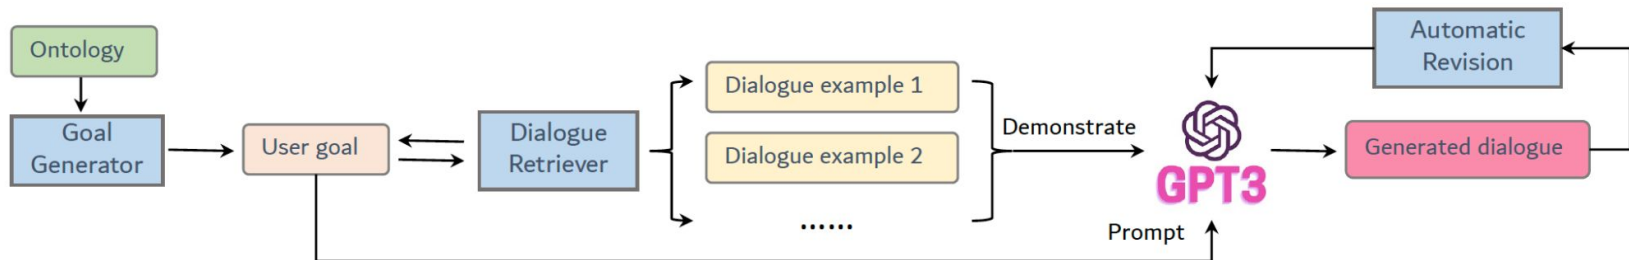 Ontology
Goal
Generator
User goal
Dialogue
Retriever
Dialogue example 1
Dialogue example 2
......
Demonstrate
Prompt
GPT3
Generated dialogue
Automatic
Revision